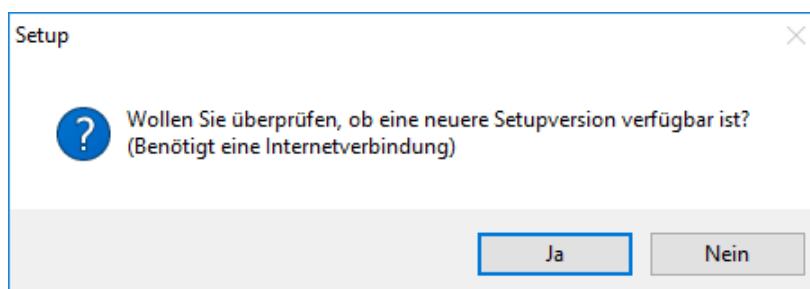 Setup
Wollen Sie überprüfen, ob eine neuere Setupversion verfügbar ist?
(Benötigt eine Internetverbindung)
Ja
Nein